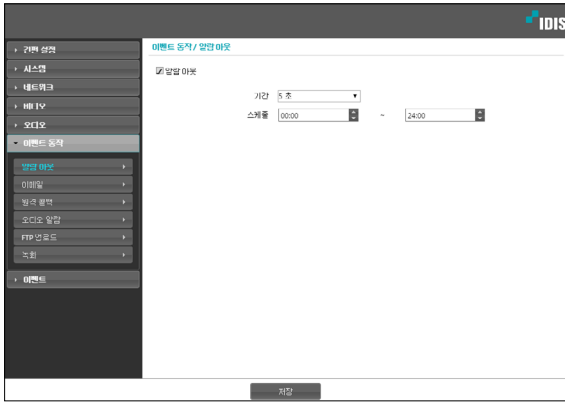 IDIS
간편 설정
시스템
네트워크
비디오
오디오
이벤트 동작
알람 아웃
이메일
원격 콜백
오디오 알람
FTP 업로드
녹화
이벤트
이벤트 동작 / 알람 아웃
알람 아웃
기간 5 초
스케쥴 00:00 ~ 24:00
저장